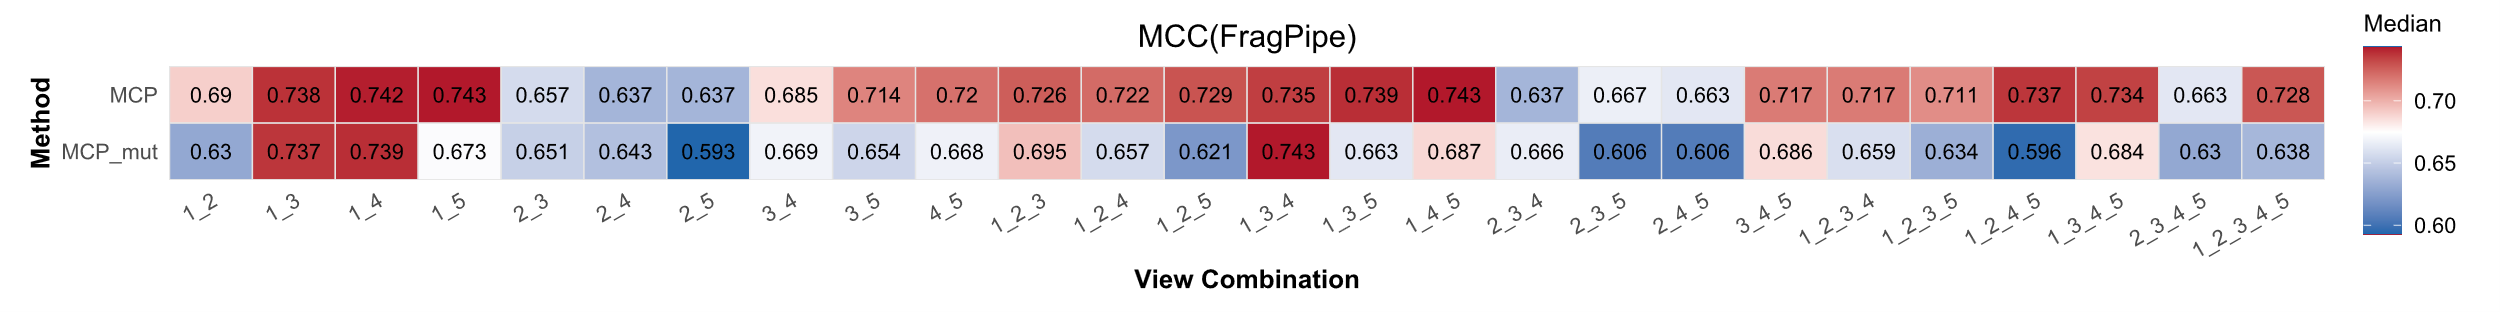 MCC(FragPipe)
Method
MCP
0.69 0.738 0.742 0.743 0.657 0.637 0.637 0.685 0.714 0.72 0.726 0.722 0.729 0.735 0.739 0.743 0.637 0.667 0.663 0.717 0.717 0.711 0.737 0.734 0.663 0.728
MCP_mut
0.63 0.737 0.739 0.673 0.651 0.643 0.593 0.669 0.654 0.668 0.695 0.657 0.621 0.743 0.663 0.687 0.666 0.606 0.606 0.686 0.659 0.634 0.596 0.684 0.63 0.638
1_2 1_3 1_4 1_5 2_3 2_4 2_5 3_4 3_5 4_5 1_2_3 1_2_4 1_2_5 1_3_4 1_3_5 1_4_5 2_3_4 2_3_5 2_4_5 3_4_5 1_2_3_4 1_2_3_5 1_2_4_5 1_3_4_5 2_3_4_5 1_2_3_4_5
View Combination
Median
0.70
0.65
0.60